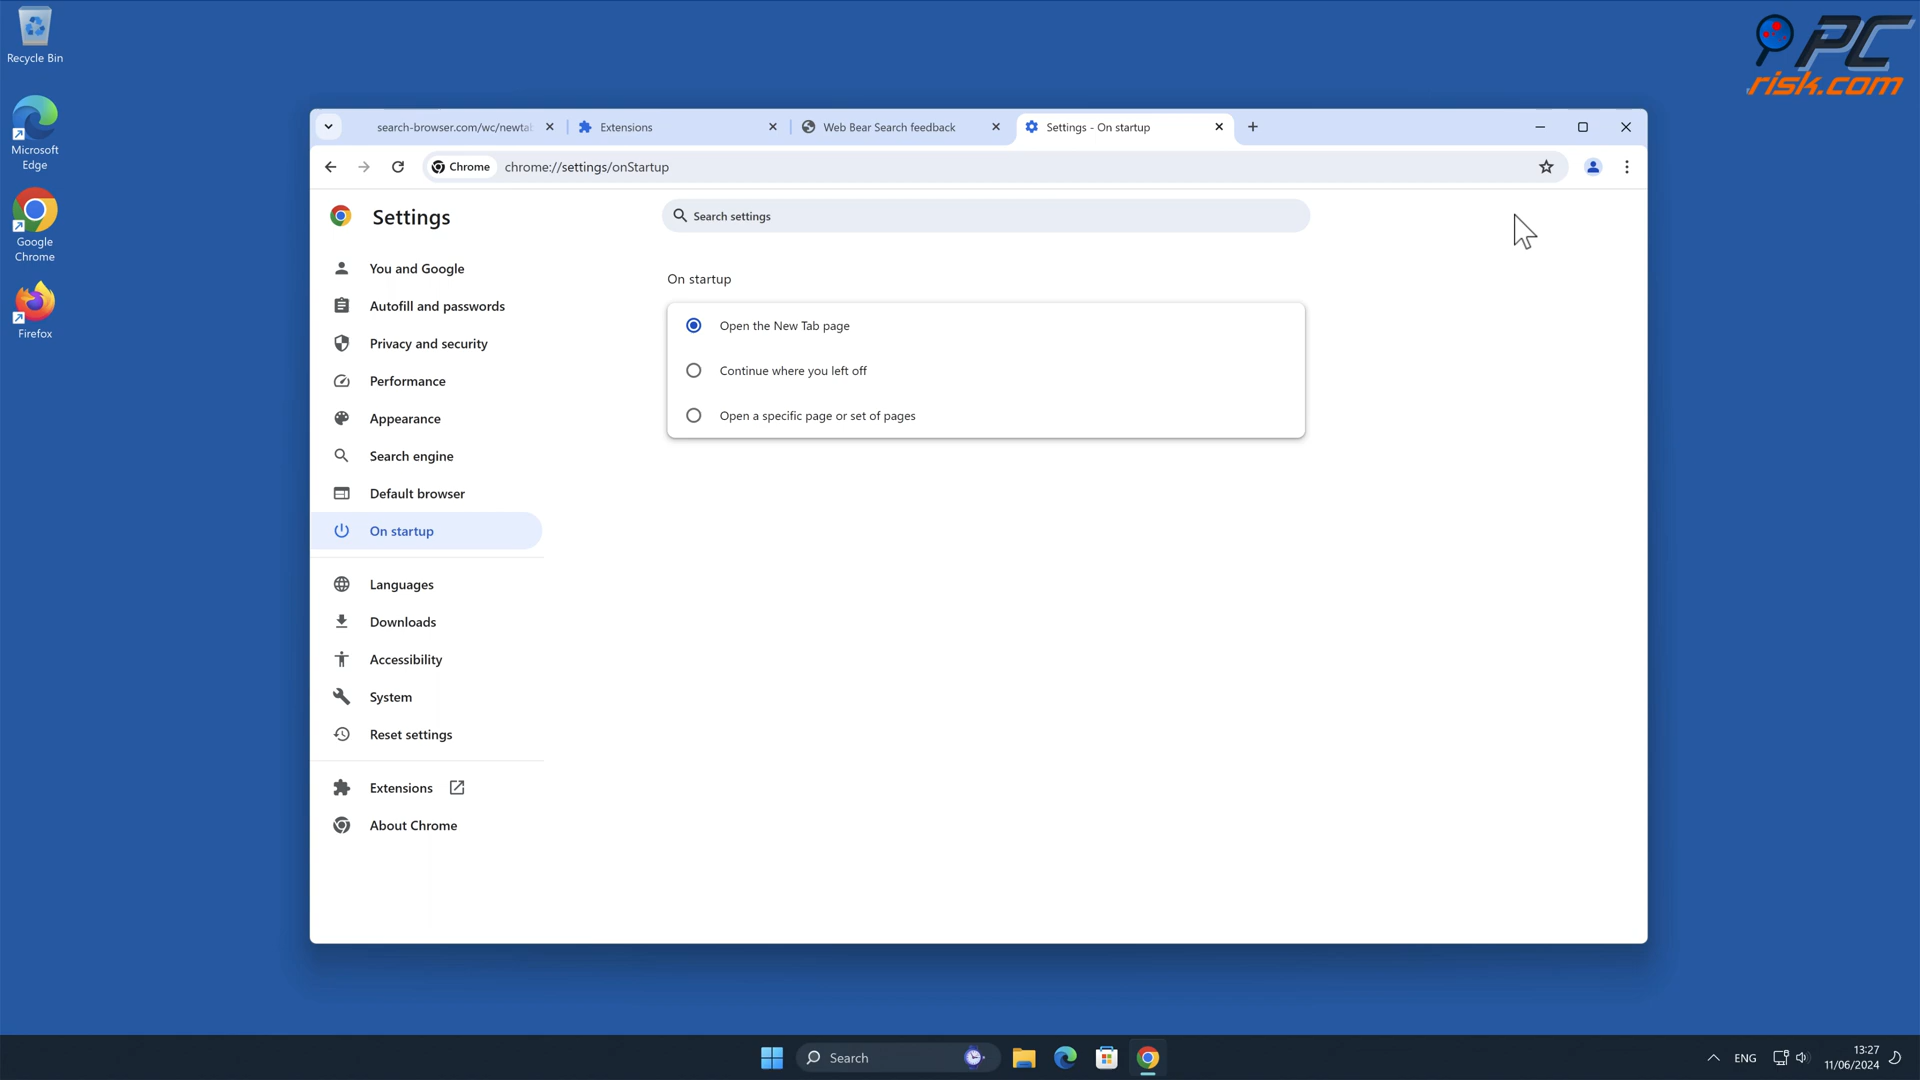 Recycle Bin
Microsoft
Edge
Google
Chrome
Firefox
PC
risk.com
search-browser.com/wc/newta
Extensions
Web Bear Search feedback
Settings - On startup
Chrome
chrome://settings/onStartup
Settings
Search settings
You and Google
Autofill and passwords
Privacy and security
Performance
Appearance
Search engine
Default browser
On startup
Languages
Downloads
Accessibility
System
Reset settings
Extensions
About Chrome
On startup
Open the New Tab page
Continue where you left off
Open a specific page or set of pages
Search
ENG
13:27
11/06/2024